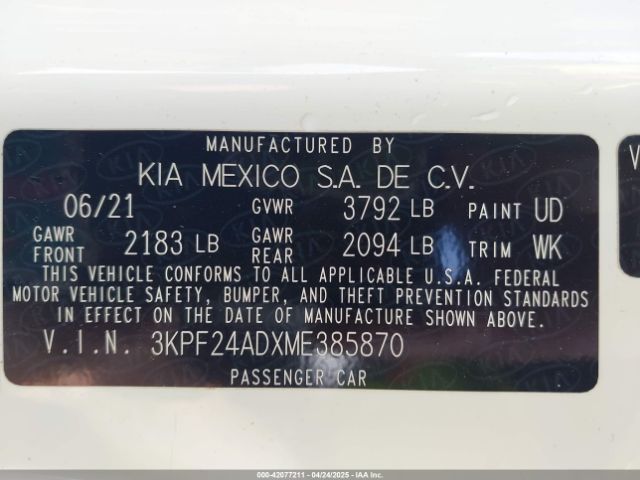 MANUFACTURED BY
KIA MEXICO S.A. DE C.V.
06/21 GVWR 3792 LB PAINT UD
GAWR FRONT 2183 LB GAWR REAR 2094 LB TRIM WK
THIS VEHICLE CONFORMS TO ALL APPLICABLE U.S.A. FEDERAL
MOTOR VEHICLE SAFETY, BUMPER, AND THEFT PREVENTION STANDARDS
IN EFFECT ON THE DATE OF MANUFACTURE SHOWN ABOVE.
V.I.N. 3KPF24ADXME385870
PASSENGER CAR
V
000-42077211 - 04/24/2025 - IAA Inc.